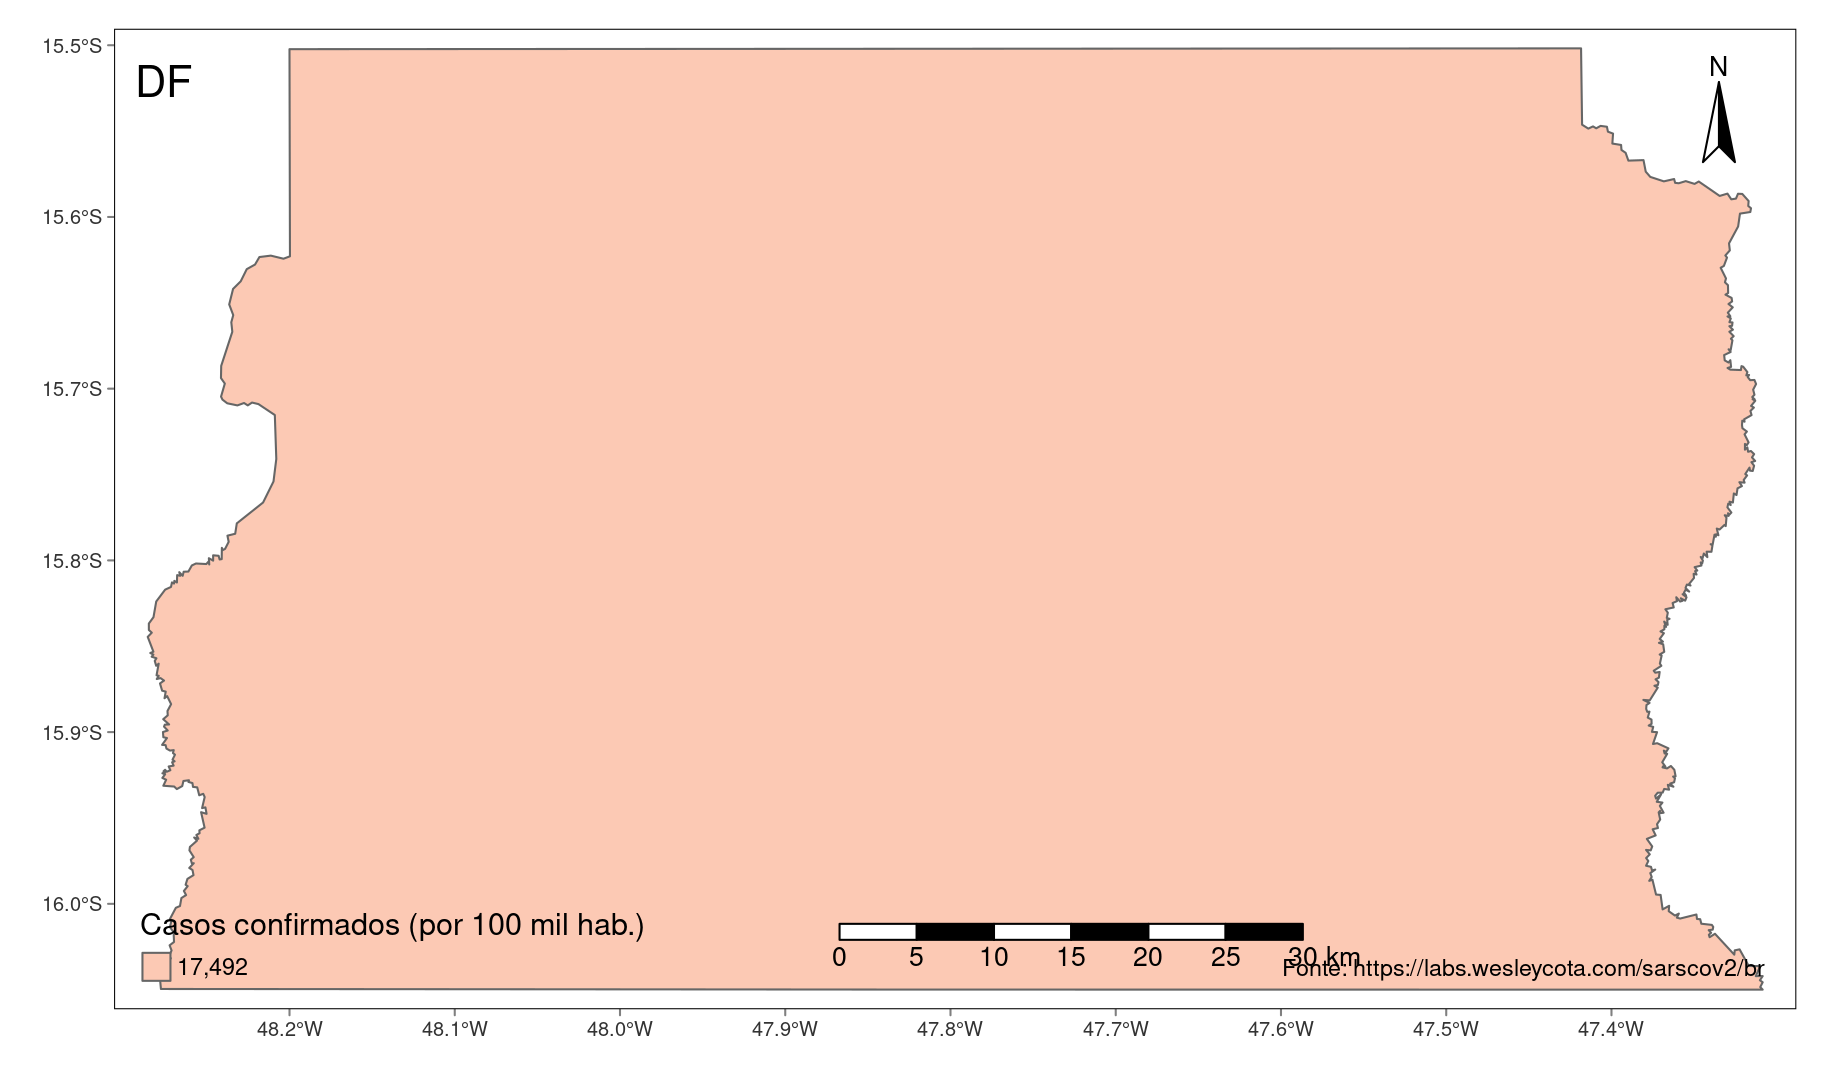 DF
N
15.5°S
15.6°S
15.7°S
15.8°S
15.9°S
16.0°S
Casos confirmados (por 100 mil hab.)
17,492
0 5 10 15 20 25 30 km
Fonte: https://labs.wesleycota.com/sarscov2/br
48.2°W 48.1°W 48.0°W 47.9°W 47.8°W 47.7°W 47.6°W 47.5°W 47.4°W